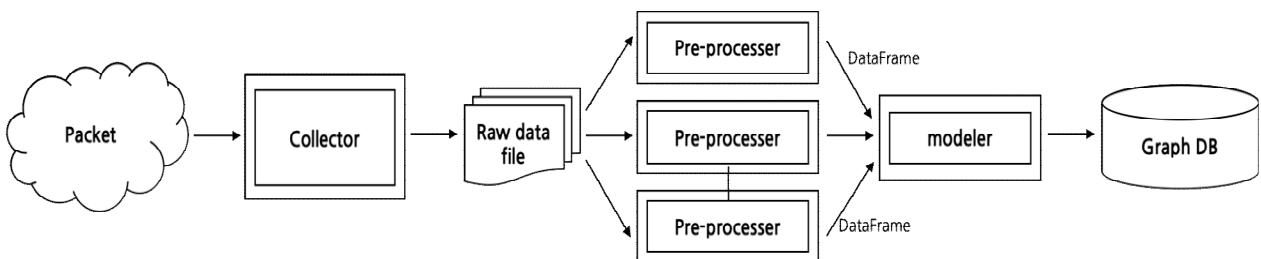 Packet
Collector
Raw data
file
Pre-processer
Pre-processer
Pre-processer
DataFrame
DataFrame
modeler
Graph DB